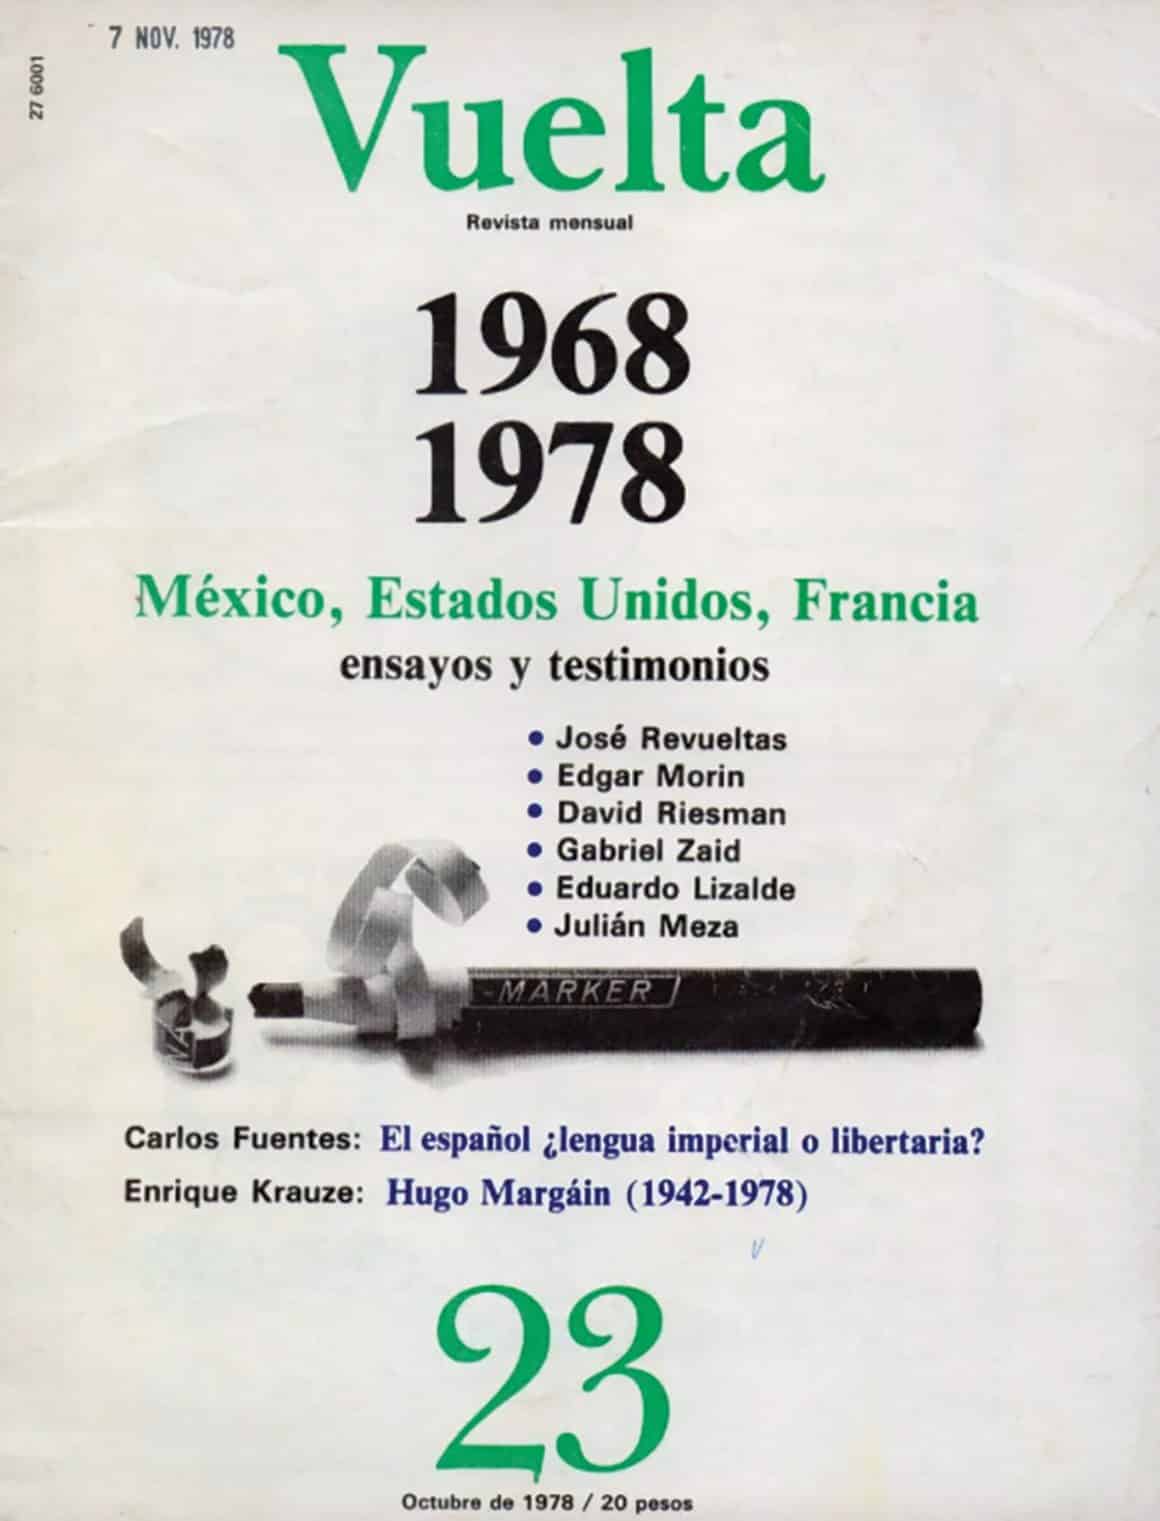 7 NOV. 1978
27 6001
Vuelta
Revista mensual
1968
1978
México, Estados Unidos, Francia
ensayos y testimonios
• José Revueltas
• Edgar Morin
• David Riesman
• Gabriel Zaid
• Eduardo Lizalde
• Julián Meza
MARKER
Carlos Fuentes: El español ¿lengua imperial o libertaria?
Enrique Krauze: Hugo Margáin (1942-1978)
23
Octubre de 1978 / 20 pesos